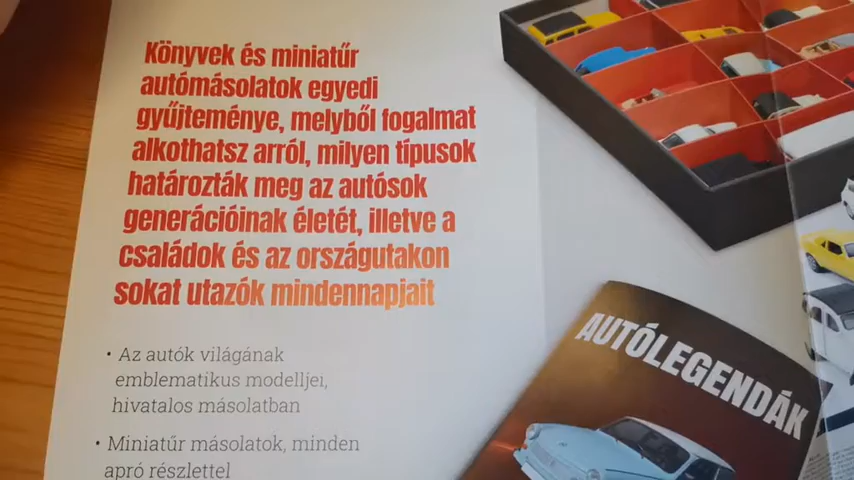 Könyvek és miniatűr
autómásolatok egyedi
gyűjteménye, melyből fogalmat
alkothatsz arról, milyen típusok
határozták meg az autósok
generációinak életét, illetve a
családok és az országutakon
sokat utazók mindennapjait
• Az autók világának
emblematikus modelljei,
hivatalos másolatban
• Miniatűr másolatok, minden
apró részlettel
AUTÓLEGENDÁK